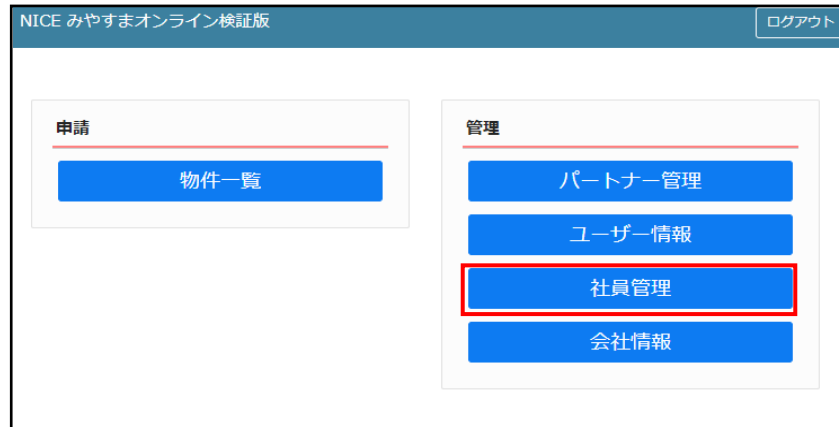 NICE みやすまオンライン検証版
ログアウト
申請
物件一覧
管理
パートナー管理
ユーザー情報
社員管理
会社情報